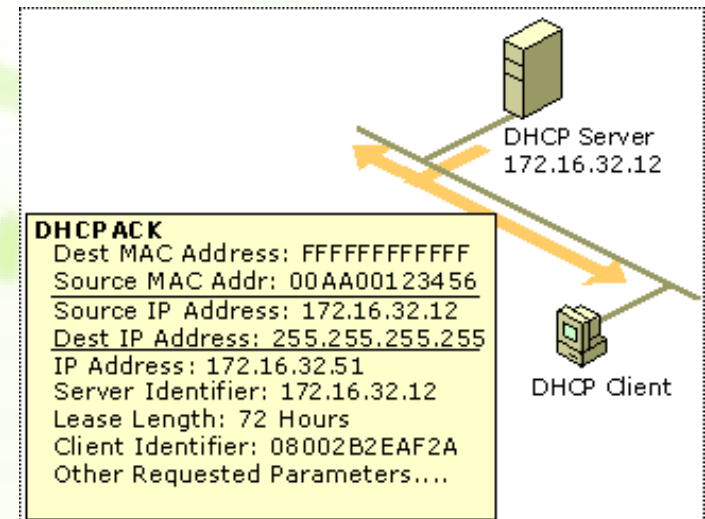 DHCP Server
172.16.32.12
DHCPACK
Dest MAC Address: FFFFFFFFFFFF
Source MAC Addr: 00AA00123456
Source IP Address: 172.16.32.12
Dest IP Address: 255.255.255.255
IP Address: 172.16.32.51
Server Identifier: 172.16.32.12
Lease Length: 72 Hours
Client Identifier: 08002B2EAF2A
Other Requested Parameters....
DHCP Client